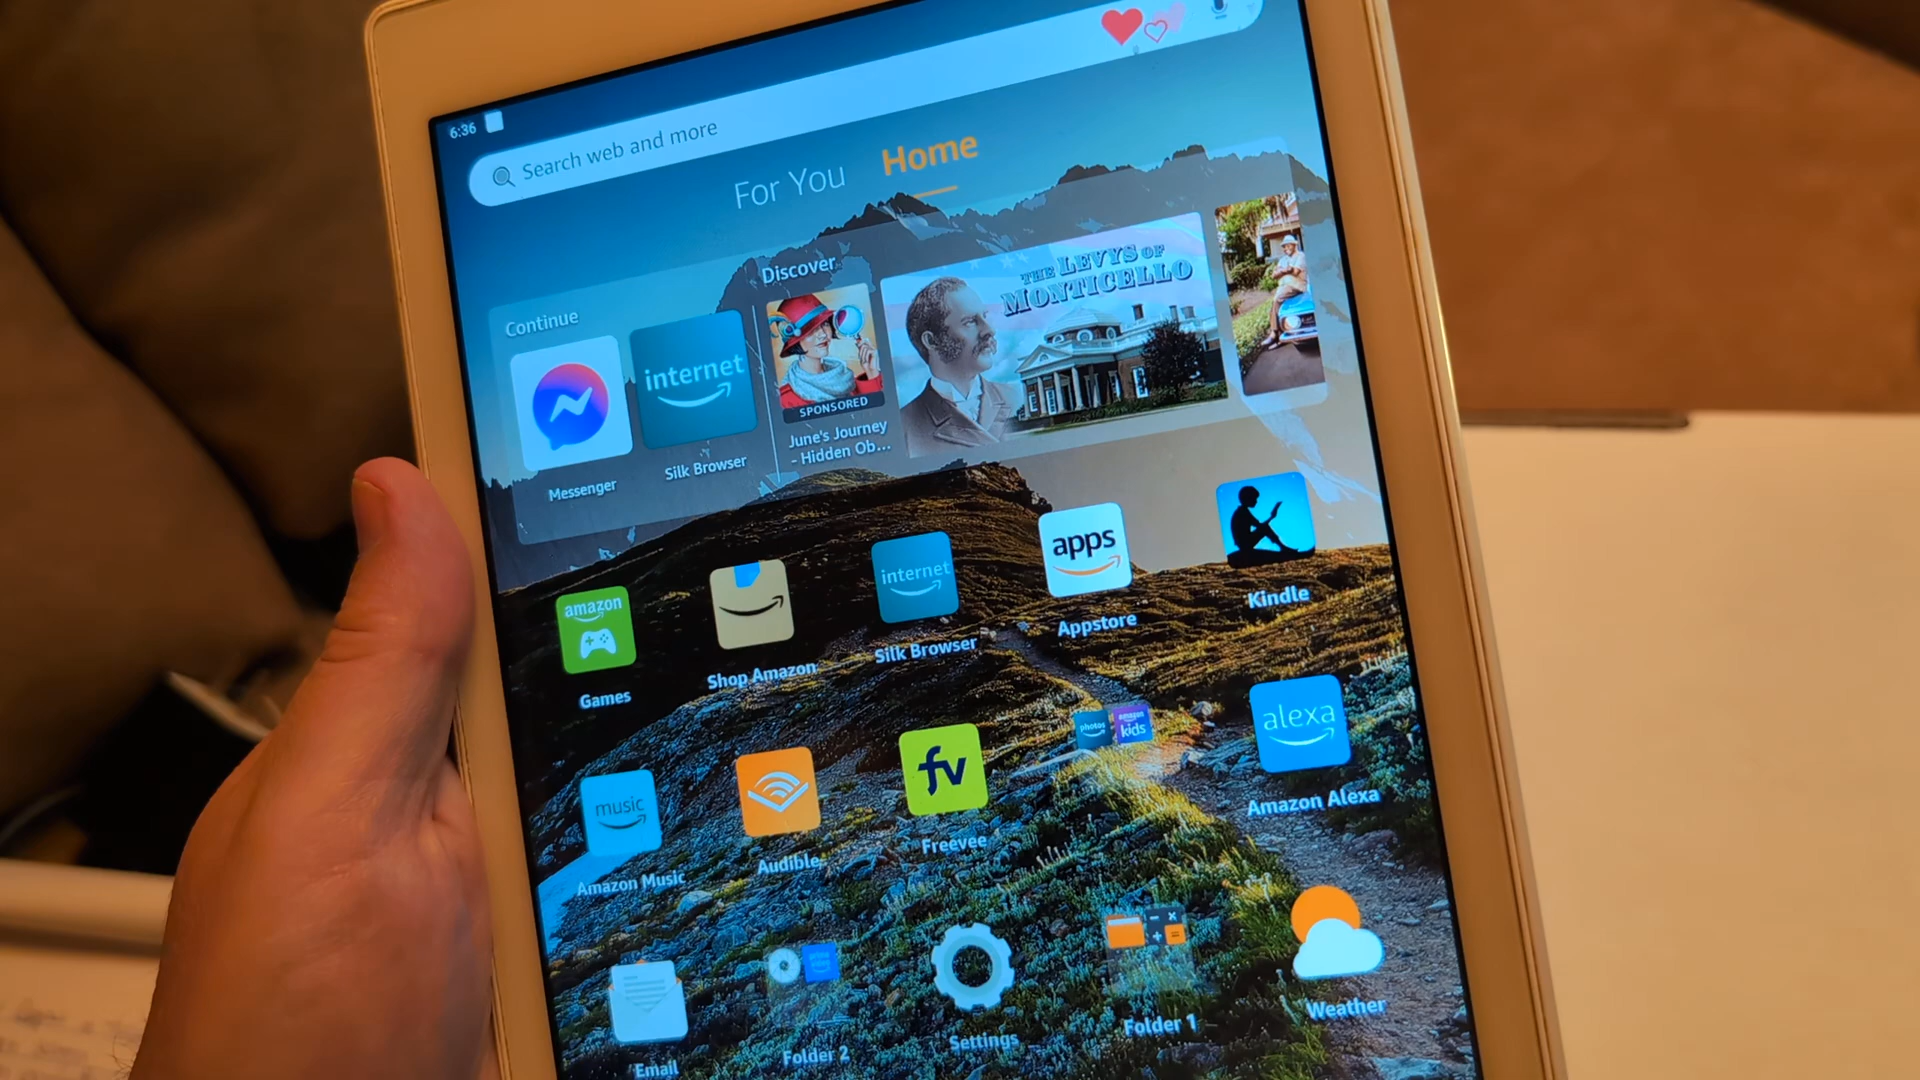 6:36
Search web and more
For You
Home
Continue
Discover
internet
Messenger
Silk Browser
SPONSORED
June's Journey
- Hidden Ob...
THE LEVYS OF
MONTICELLO
amazon
Games
Shop Amazon
internet
Silk Browser
apps
Appstore
Kindle
music
Amazon Music
Audible
fv
Freevee
photos
amazon
kids
alexa
Amazon Alexa
Email
Folder 2
Settings
Folder 1
Weather